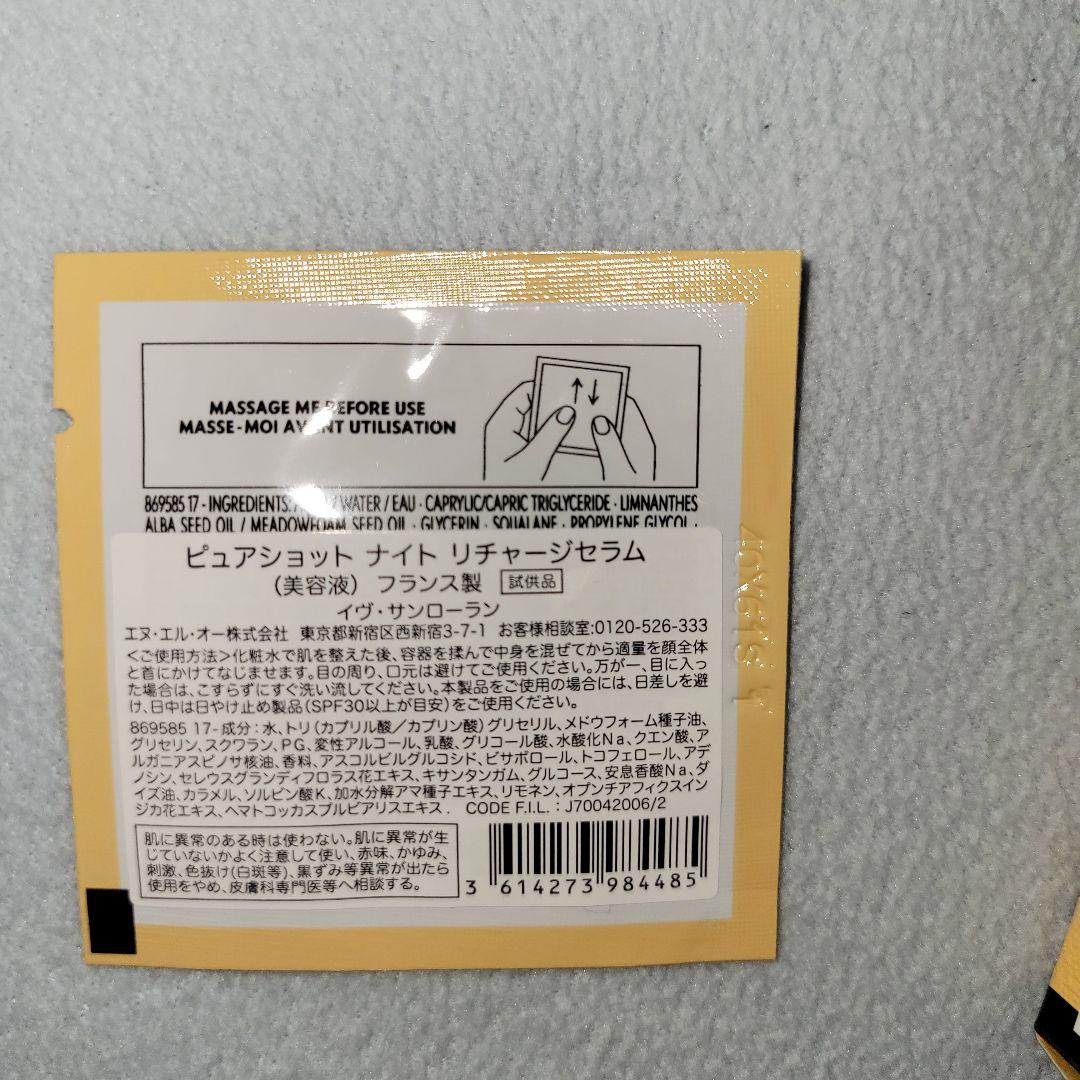 MASSAGE ME BEFORE USE
MASSE-MOI AVANT UTILISATION
869585 17 - INGREDIENTS: / WATER / EAU · CAPRYLIC/CAPRIC TRIGLYCERIDE · LIMNANTHES
ALBA SEED OIL / MEADOWFOAM SEED OIL · GLYCERIN · SQUALANE · PROPYLENE GLYCOL ·
ピュアショット ナイト リチャージセラム
（美容液） フランス製 試供品
イヴ・サンローラン
エヌ・エル・オー株式会社 東京都新宿区西新宿3-7-1 お客様相談室:0120-526-333
＜ご使用方法＞化粧水で肌を整えた後、容器を揉んで中身を混ぜてから適量を顔全体
と首にかけてなじませます。目の周り、口元は避けてご使用ください。万が一、目に入っ
た場合は、こすらずにすぐ洗い流してください。本製品をご使用の場合には、日差しを避
け、日中は日やけ止め製品(SPF30以上が目安)をご使用ください。
869585 17-成分：水、トリ(カプリル酸／カプリン酸)グリセリル、メドウフォーム種子油、
グリセリン、スクワラン、PG、変性アルコール、乳酸、グリコール酸、水酸化Na、クエン酸、ア
ルガニアスピノサ核油、香料、アスコルビルグルコシド、ビサボロール、トコフェロール、アデ
ノシン、セレウスグランディフロラス花エキス、キサンタンガム、グルコース、安息香酸Na、ダ
イズ油、カラメル、ソルビン酸K、加水分解アマ種子エキス、リモネン、オプンチアフィクスイン
ジカ花エキス、ヘマトコッカスプルビアリスエキス． CODE F.I.L.：J70042006/2
肌に異常のある時は使わない。肌に異常が生
じていないかよく注意して使い、赤味、かゆみ、
刺激、色抜け(白斑等)、黒ずみ等異常が出たら
使用をやめ、皮膚科専門医等へ相談する。
3 614273 984485